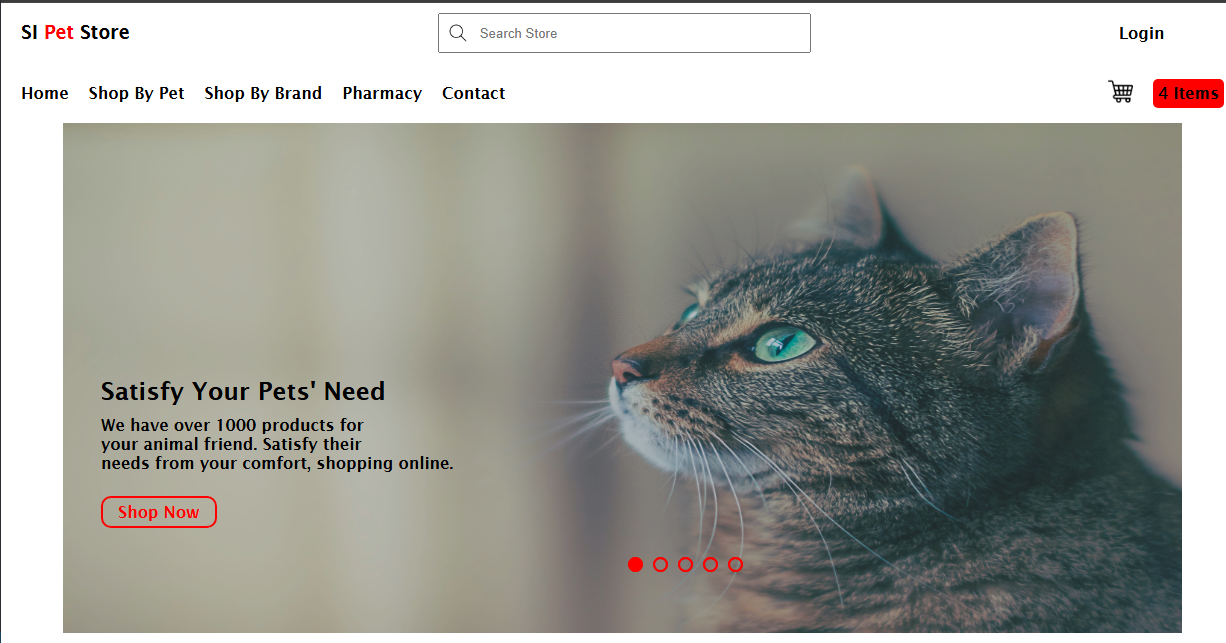 SI Pet Store
Search Store
Login
Home Shop By Pet Shop By Brand Pharmacy Contact
4 Items
Satisfy Your Pets' Need
We have over 1000 products for
your animal friend. Satisfy their
needs from your comfort, shopping online.
Shop Now